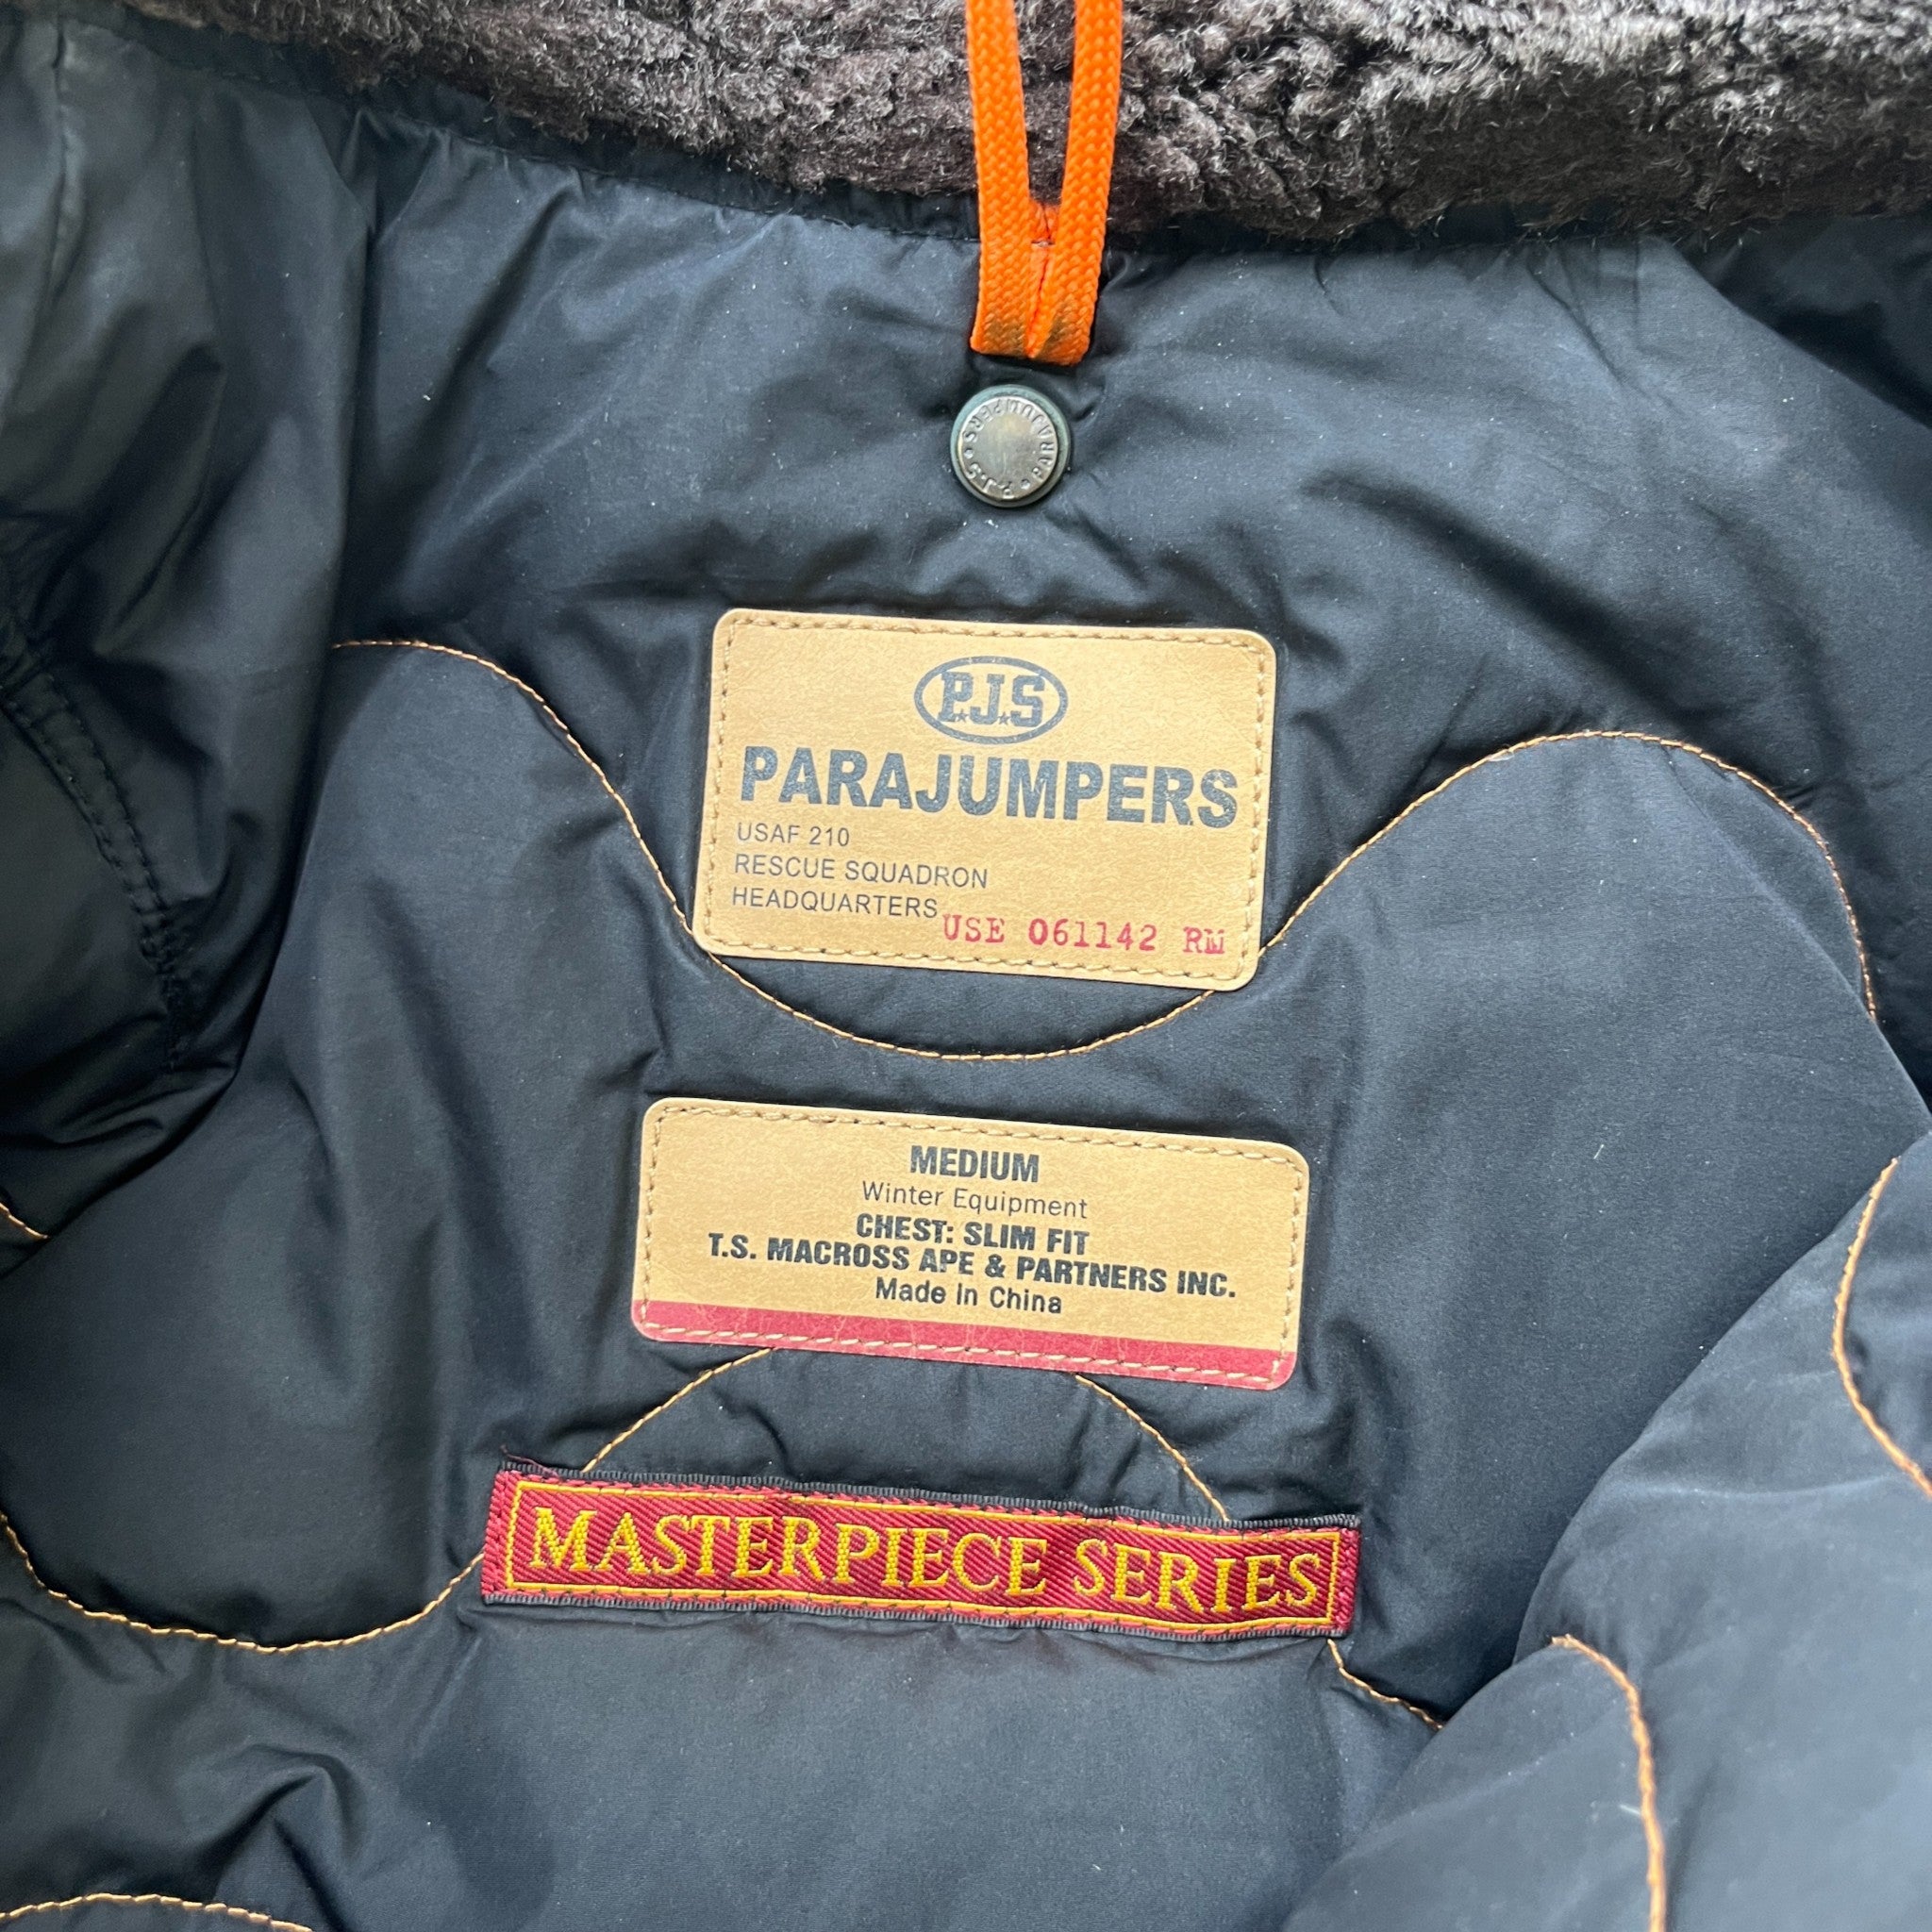 PARAJUMPERS • P.J.S •
P.J.S
PARAJUMPERS
USAF 210
RESCUE SQUADRON
HEADQUARTERS
USE 061142 RM
MEDIUM
Winter Equipment
CHEST: SLIM FIT
T.S. MACROSS APE & PARTNERS INC.
Made in China
MASTERPIECE SERIES